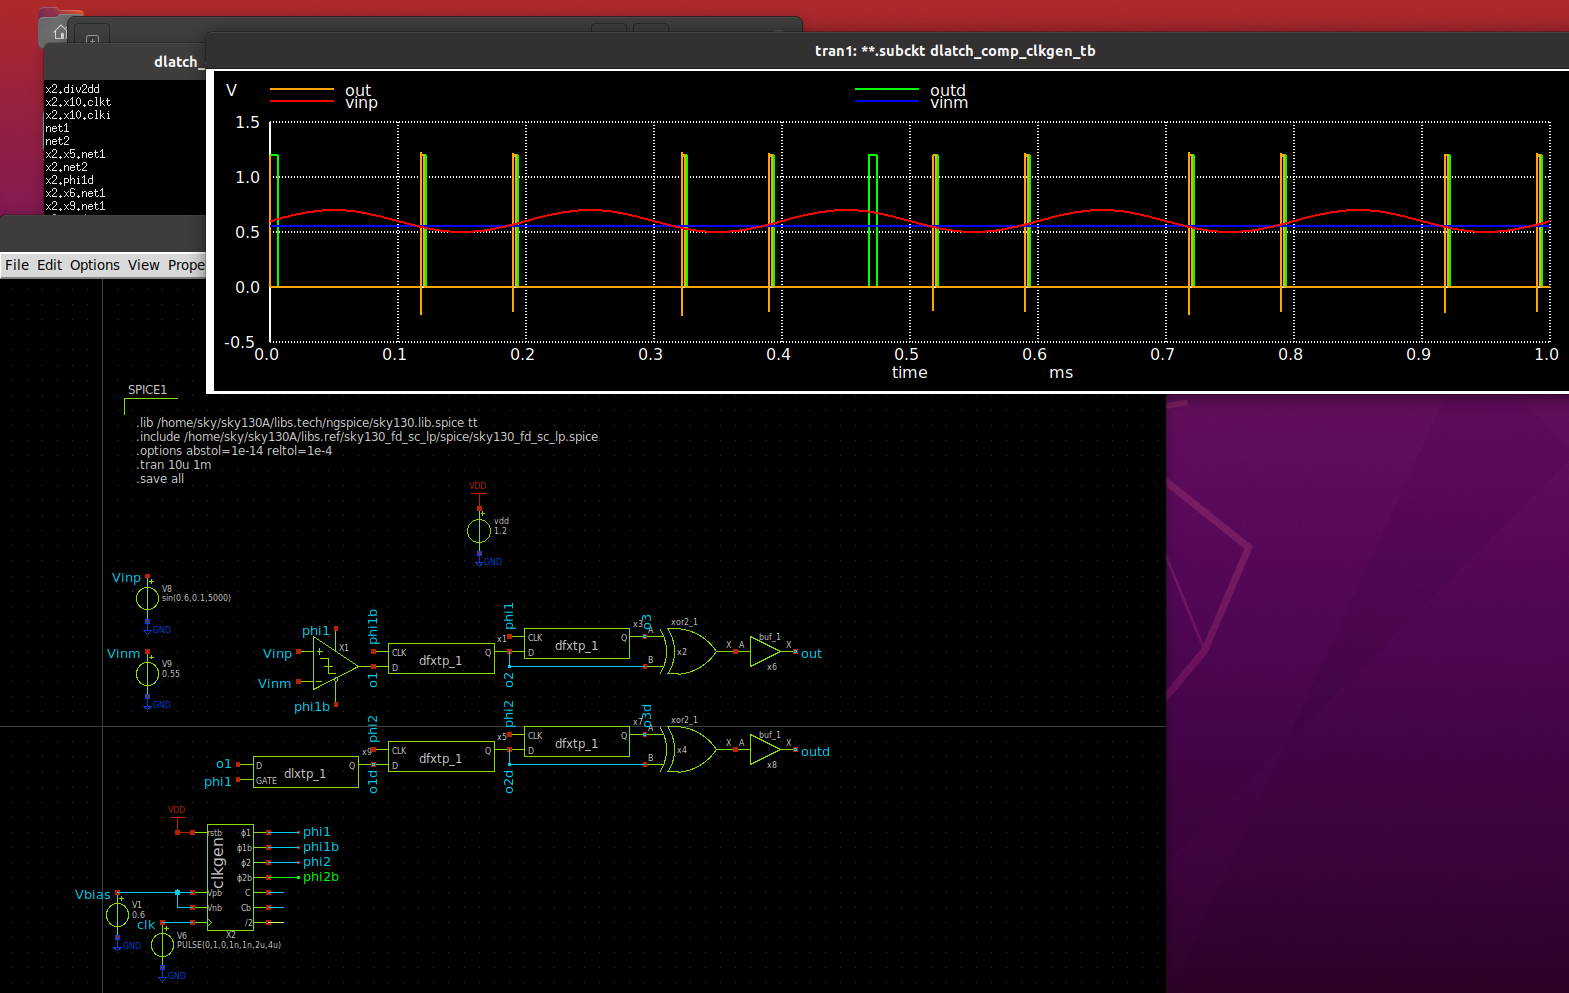 dlatch_
tran1: **.subckt dlatch_comp_clkgen_tb
x2.div2dd
x2.x10.clkt
x2.x10.clki
net1
net2
x2.x5.net1
x2.net2
x2.phi1d
x2.x6.net1
x2.x9.net1
V
out
vinp
outd
vinm
1.5
1.0
0.5
0.0
-0.5
0.0 0.1 0.2 0.3 0.4 0.5 0.6 0.7 0.8 0.9 1.0
time ms
File Edit Options View Prope
SPICE1
.lib /home/sky/sky130A/libs.tech/ngspice/sky130.lib.spice tt
.include /home/sky/sky130A/libs.ref/sky130_fd_sc_lp/spice/sky130_fd_sc_lp.spice
.options abstol=1e-14 reltol=1e-4
.tran 10u 1m
.save all
VDD
+
vdd
1.2
GND
Vinp
+
V8
sin(0.6,0.1,5000)
GND
Vinm
+
V9
0.55
GND
phi1
X1
Vinp
+
Vinm
-
phi1b
phi1b
o1
x1
CLK
D
Q
dfxtp_1
phi1
o2
x3
CLK
D
Q
dfxtp_1
o3
A
B
xor2_1
x2
X
A
buf_1
X
x6
out
o1
phi1
D
GATE
Q
dlxtp_1
x9
phi2
o1d
CLK
D
Q
dfxtp_1
x5
phi2
o2d
CLK
D
Q
dfxtp_1
x7
o3d
A
B
xor2_1
x4
X
A
buf_1
X
x8
outd
VDD
rstb
clkgen
ϕ1
ϕ1b
ϕ2
ϕ2b
Vpb
C
Vnb
Cb
/2
X2
phi1
phi1b
phi2
phi2b
Vbias
+
V1
0.6
GND
clk
+
V6
PULSE(0,1,0,1n,1n,2u,4u)
GND